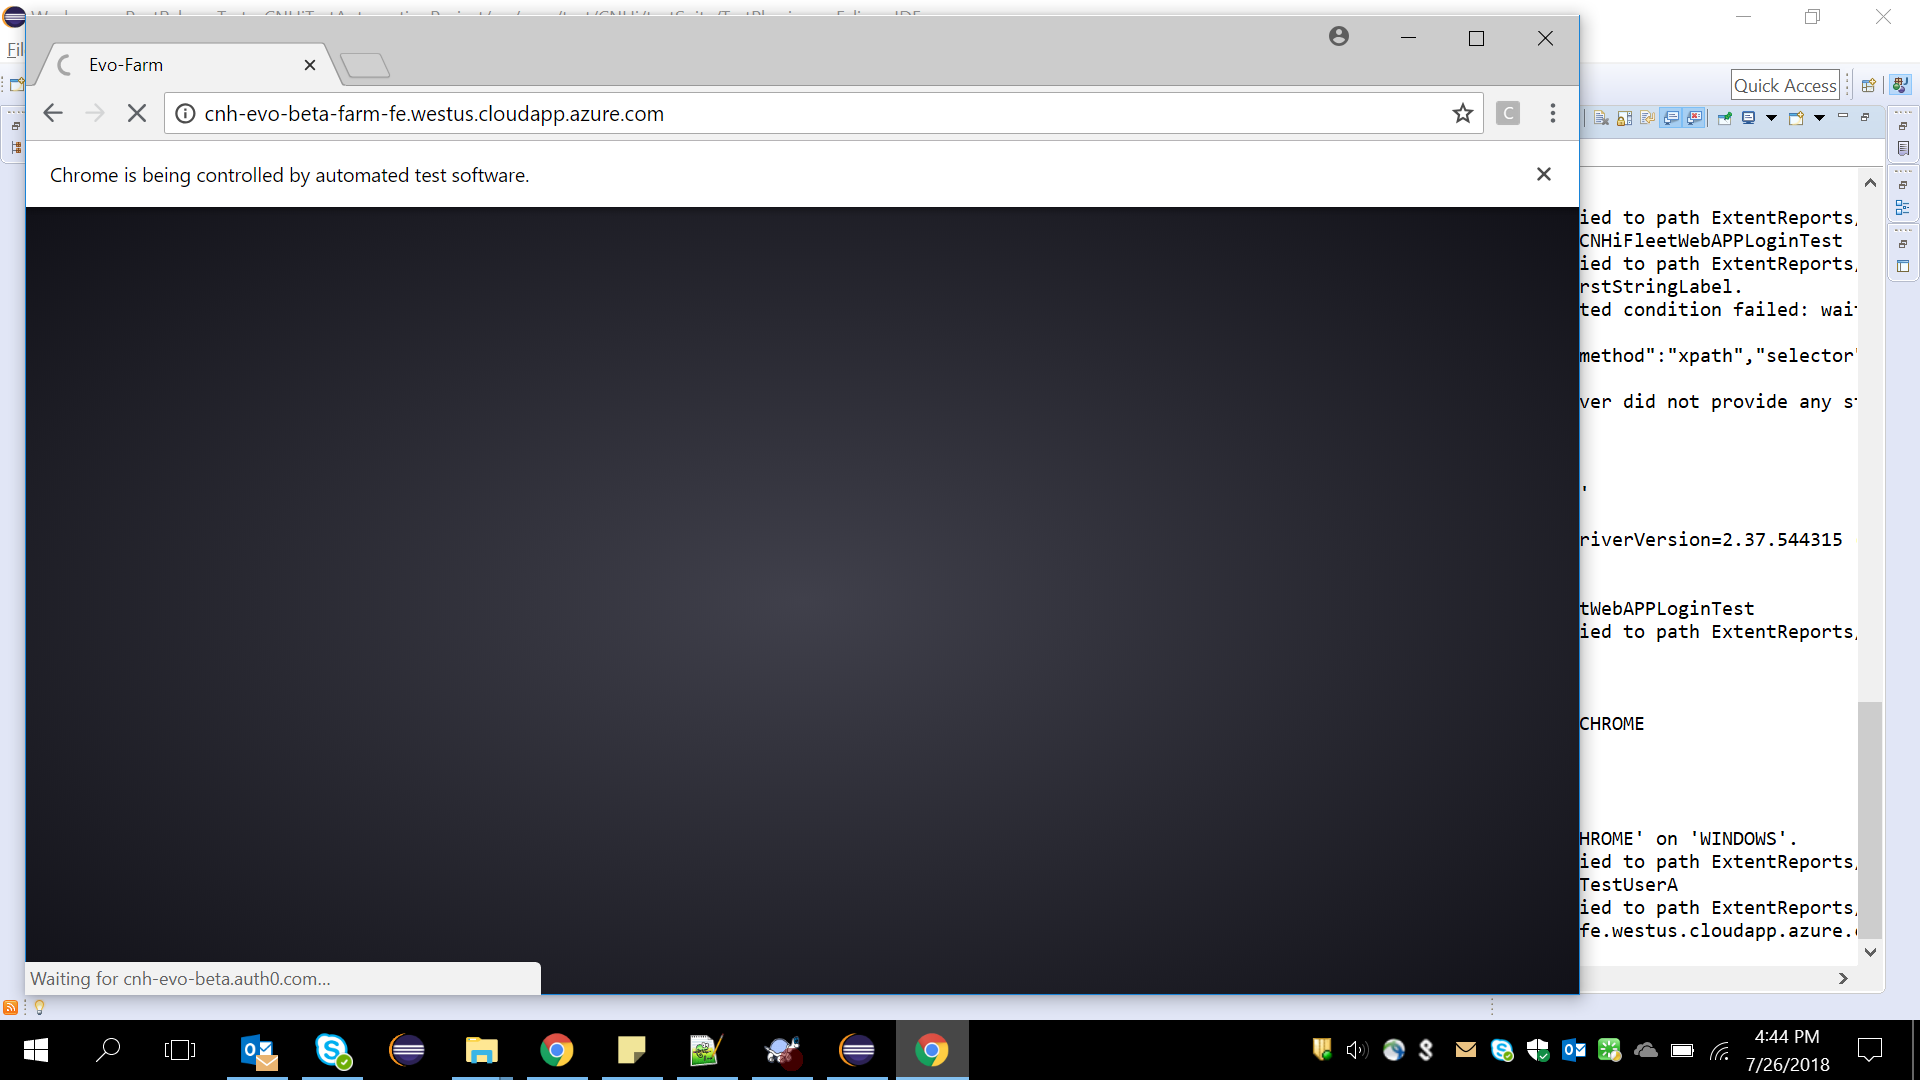 Evo-Farm
Fil
Quick Access
cnh-evo-beta-farm-fe.westus.cloudapp.azure.com
C
Chrome is being controlled by automated test software.
ied to path ExtentReports,
CNHiFleetWebAPPLoginTest
ied to path ExtentReports,
rstStringLabel.
ted condition failed: wai
method":"xpath","selector"
ver did not provide any s
'
riverVersion=2.37.544315
tWebAPPLoginTest
ied to path ExtentReports,
CHROME
HROME' on 'WINDOWS'.
ied to path ExtentReports,
TestUserA
ied to path ExtentReports,
fe.westus.cloudapp.azure.
Waiting for cnh-evo-beta.auth0.com...
4:44 PM
7/26/2018